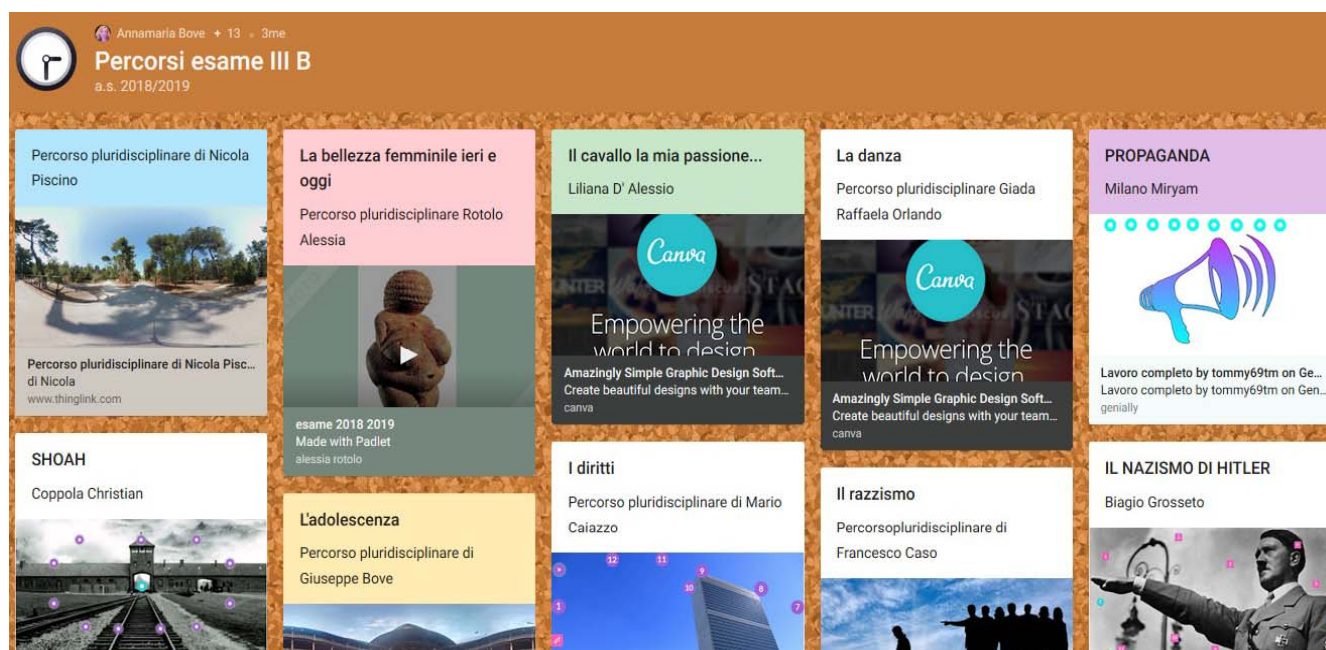 Annamaria Bove + 13 • 3me
Percorsi esame III B
a.s. 2018/2019
Percorso pluridisciplinare di Nicola
Piscino
Percorso pluridisciplinare di Nicola Pisc...
di Nicola
www.thinglink.com
SHOAH
Coppola Christian
La bellezza femminile ieri e
oggi
Percorso pluridisciplinare Rotolo
Alessia
esame 2018 2019
Made with Padlet
alessia rotolo
L'adolescenza
Percorso pluridisciplinare di
Giuseppe Bove
Il cavallo la mia passione...
Liliana D' Alessio
Canva
Empowering the
world to design
Amazingly Simple Graphic Design Soft...
Create beautiful designs with your team...
canva
I diritti
Percorso pluridisciplinare di Mario
Caiazzo
12 11
9
10 8
1 7
La danza
Percorso pluridisciplinare Giada
Raffaela Orlando
Canva
Empowering the
world to design
Amazingly Simple Graphic Design Soft...
Create beautiful designs with your team...
canva
Il razzismo
Percorsopluridisciplinare di
Francesco Caso
PROPAGANDA
Milano Miryam
Lavoro completo by tommy69tm on Ge...
Lavoro completo by tommy69tm on Gen...
genially
IL NAZISMO DI HITLER
Biagio Grosseto